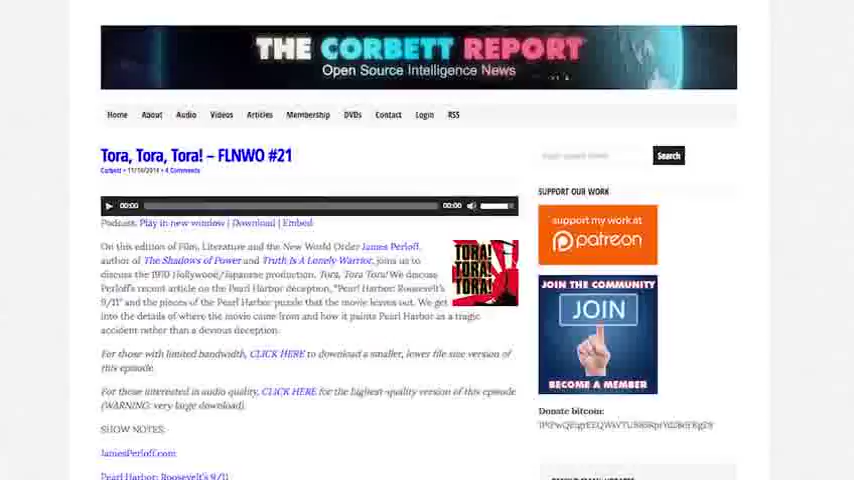 THE CORBETT REPORT
Open Source Intelligence News
Home About Audio Videos Articles Membership DVDs Contact Login RSS
Tora, Tora, Tora! – FLNWO #21
Corbett • 11/10/2014 • 4 Comments
00:00 00:00
Podcast: Play in new window | Download | Embed
On this edition of Film, Literature and the New World Order James Perloff,
author of The Shadows of Power and Truth Is A Lonely Warrior, joins us to
discuss the 1970 Hollywood/Japanese production, Tora, Tora Tora! We discuss
Perloff's recent article on the Pearl Harbor deception, "Pearl Harbor: Roosevelt's
9/11" and the pieces of the Pearl Harbor puzzle that the movie leaves out. We get
into the details of where the movie came from and how it paints Pearl Harbor as a tragic
accident rather than a devious deception.
TORA!
TORA!
TORA!
For those with limited bandwidth, CLICK HERE to download a smaller, lower file size version of
this episode.
For those interested in audio quality, CLICK HERE for the highest-quality version of this episode
(WARNING: very large download).
SHOW NOTES:
JamesPerloff.com
Pearl Harbor: Roosevelt's 9/11
Search
SUPPORT OUR WORK
support my work at
patreon
JOIN THE COMMUNITY
JOIN
BECOME A MEMBER
Donate bitcoin: